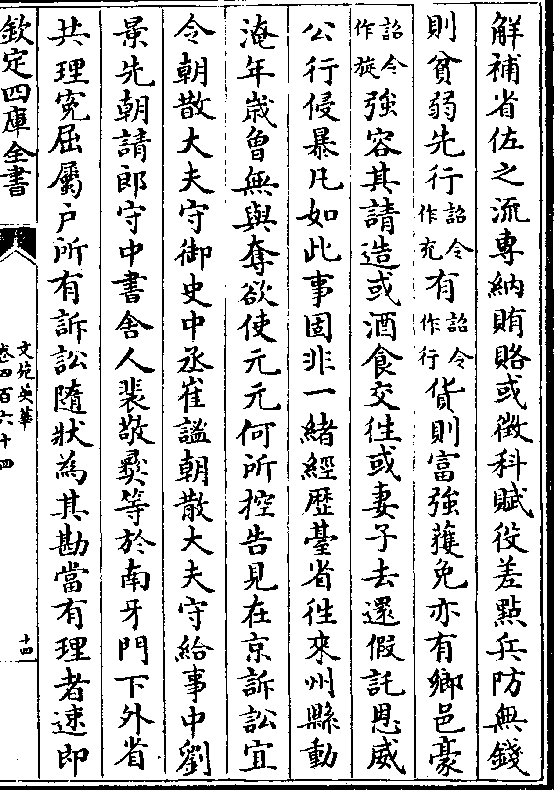 解補省佐之流專納賄賂或徴科賦役差點兵防無錢
則貧弱先行詔令作充有詔令作行貨則富強獲免亦有鄉邑豪
詔令作旋強容其請造或酒食交往或妻子去還假託恩威
公行侵暴凡如此事固非一緒經歷臺省往來州縣動
淹年歲曾無與奪欲使元元何所控告見在京訴訟宜
令朝散大夫守御史中丞崔謐朝散大夫守給事中劉
景先朝請郎守中書舍人裴敬彛等於南牙門下外省
共理寃屈屬戶所有訴訟隨狀為其勘當有理者速即
欽定四庫全書
文苑英華
卷四百六十四
十四